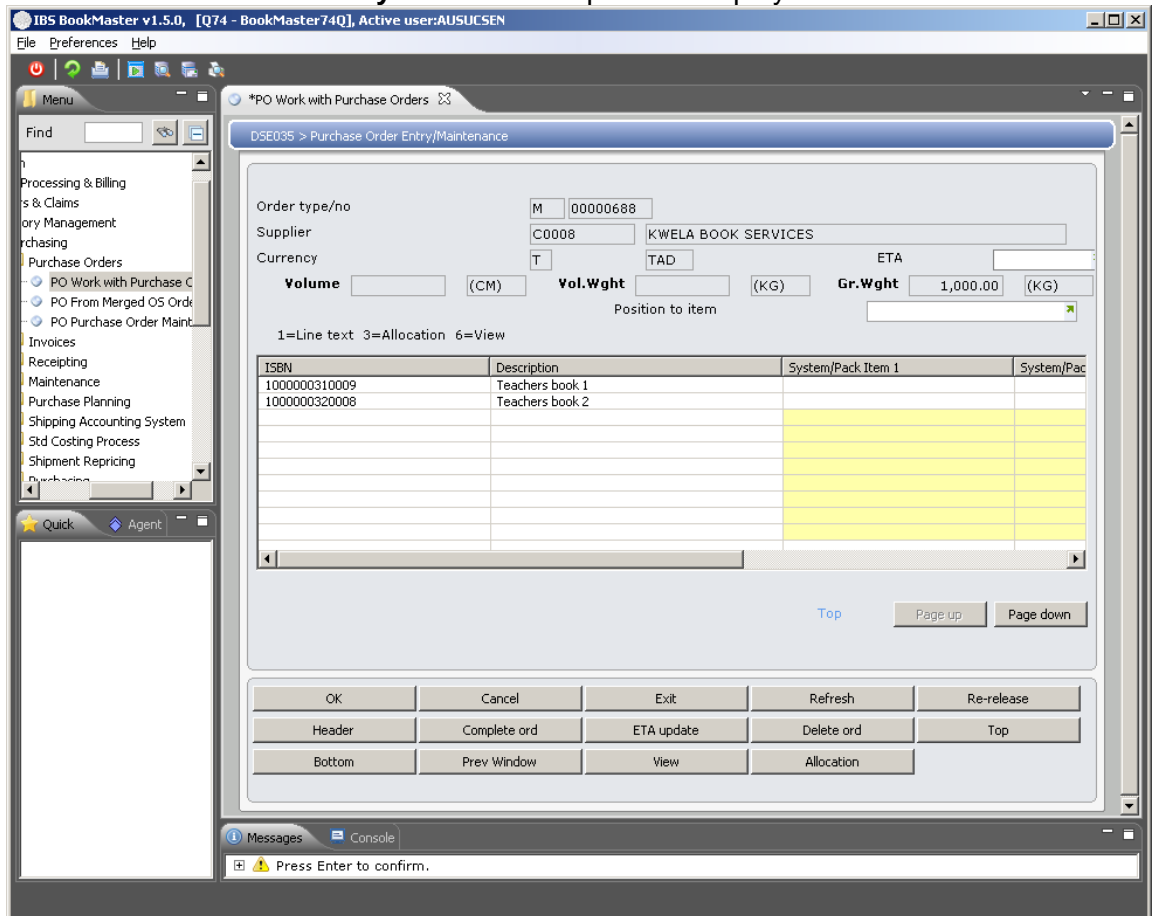 IBS BookMaster v1.5.0, [Q74 - BookMaster74Q], Active user:AUSUCSEN
File Preferences Help
Menu
*PO Work with Purchase Orders
Find
DSE035 > Purchase Order Entry/Maintenance
Processing & Billing
rs & Claims
ory Management
rchasing
Purchase Orders
PO Work with Purchase O
PO From Merged OS Orde
PO Purchase Order Maint
Invoices
Receipting
Maintenance
Purchase Planning
Shipping Accounting System
Std Costing Process
Shipment Repricing
Purchasing
Order type/no M 00000688
Supplier C0008 KWELA BOOK SERVICES
Currency T TAD ETA
Volume (CM) Vol.Wght (KG) Gr.Wght 1,000.00 (KG)
Position to item
1=Line text 3=Allocation 6=View
ISBN Description System/Pack Item 1 System/Pac
1000000310009 Teachers book 1
1000000320008 Teachers book 2
Top Page up Page down
OK Cancel Exit Refresh Re-release
Header Complete ord ETA update Delete ord Top
Bottom Prev Window View Allocation
Quick Agent
Messages Console
Press Enter to confirm.